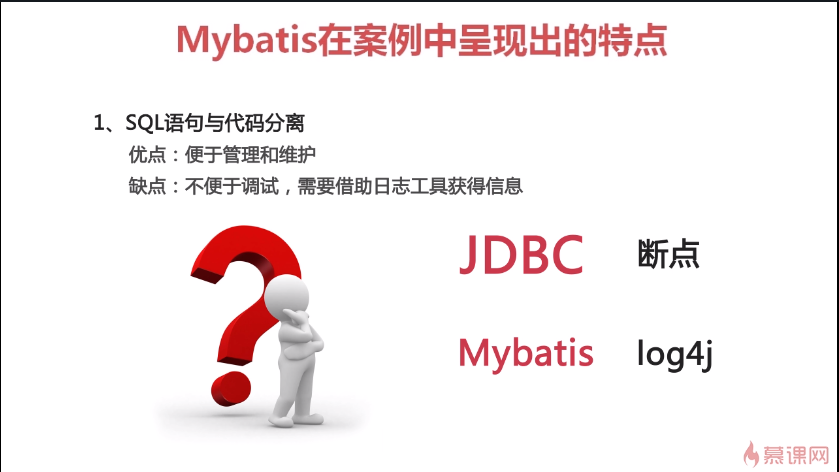 Mybatis在案例中呈现出的特点
1、SQL语句与代码分离
优点：便于管理和维护
缺点：不便于调试，需要借助日志工具获得信息
JDBC 断点
Mybatis log4j
慕课网